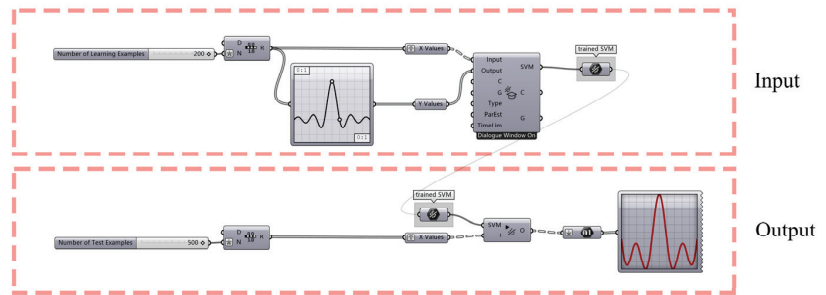 Number of Learning Examples 200
D
N
R
X Values
0:1
0:1
Y Values
Input
Output
C
G
Type
ParEst
TimeLim
SVM
C
G
Dialogue Window On
trained SVM
Input
trained SVM
Number of Test Examples 500
D
N
R
X Values
SVM
I
O
Output